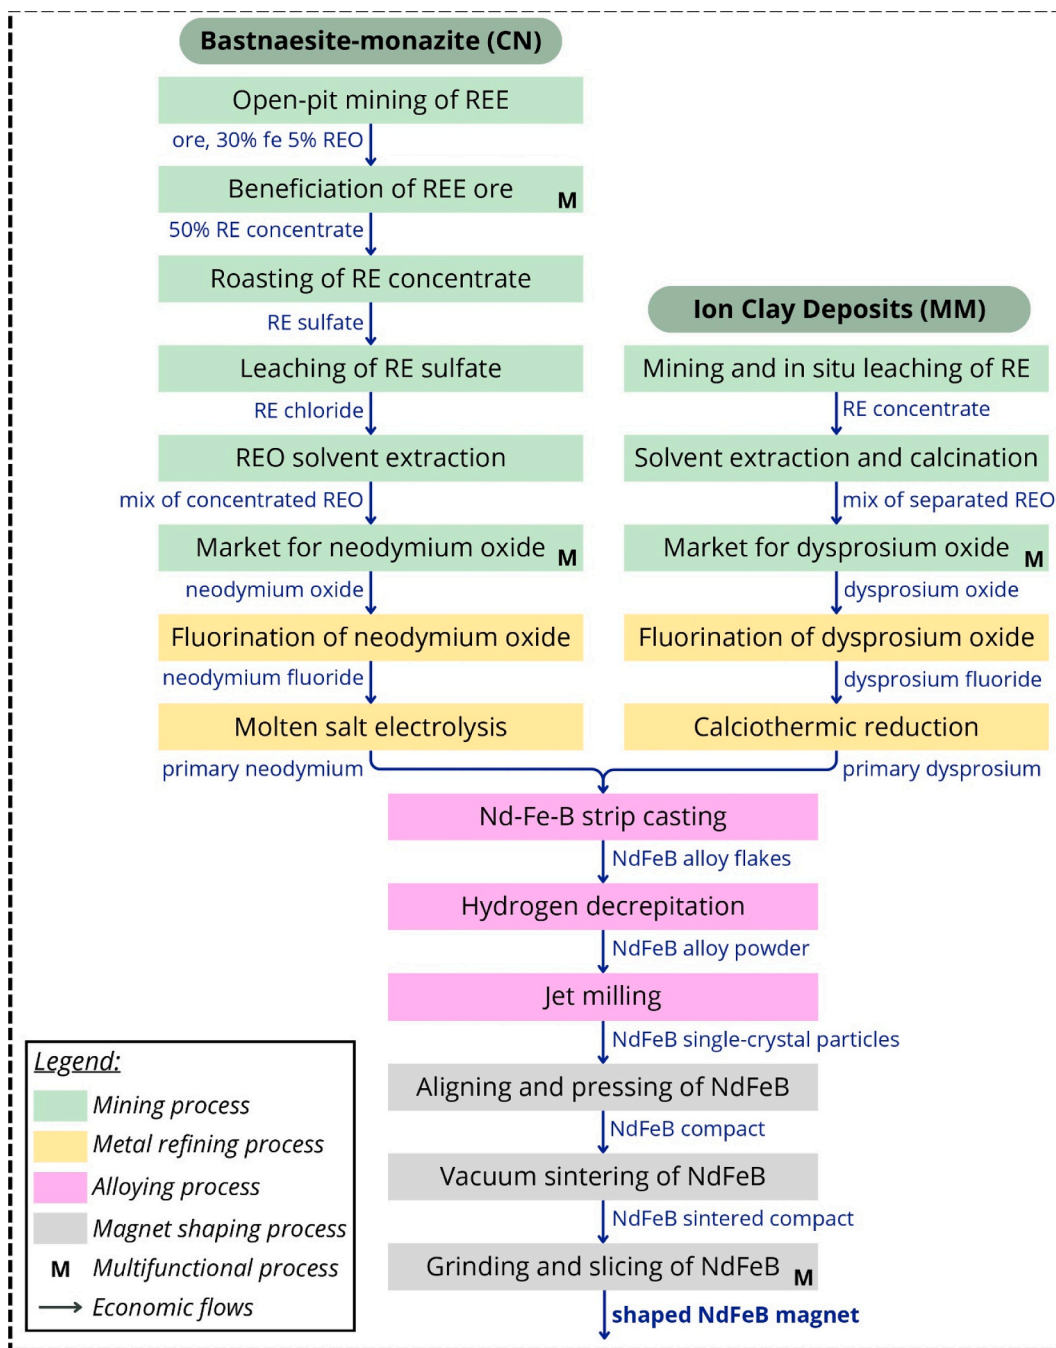 Bastnaesite-monazite (CN)
Open-pit mining of REE
ore, 30% fe 5% REO
Beneficiation of REE ore
M
50% RE concentrate
Roasting of RE concentrate
RE sulfate
Leaching of RE sulfate
RE chloride
REO solvent extraction
mix of concentrated REO
Market for neodymium oxide
M
neodymium oxide
Fluorination of neodymium oxide
neodymium fluoride
Molten salt electrolysis
primary neodymium
Ion Clay Deposits (MM)
Mining and in situ leaching of RE
RE concentrate
Solvent extraction and calcination
mix of separated REO
Market for dysprosium oxide
M
dysprosium oxide
Fluorination of dysprosium oxide
dysprosium fluoride
Calciothermic reduction
primary dysprosium
Nd-Fe-B strip casting
NdFeB alloy flakes
Hydrogen decrepitation
NdFeB alloy powder
Jet milling
NdFeB single-crystal particles
Aligning and pressing of NdFeB
NdFeB compact
Vacuum sintering of NdFeB
NdFeB sintered compact
Grinding and slicing of NdFeB
M
shaped NdFeB magnet
Legend:
Mining process
Metal refining process
Alloying process
Magnet shaping process
M Multifunctional process
Economic flows